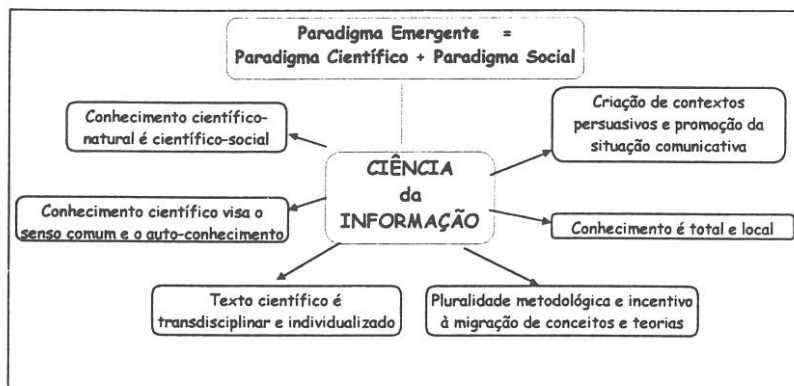 Paradigma Emergente =
Paradigma Científico + Paradigma Social
Conhecimento científico-
natural é científico-social
Criação de contextos
persuasivos e promoção da
situação comunicativa
CIÊNCIA
da
INFORMAÇÃO
Conhecimento científico visa o
senso comum e o auto-conhecimento
Conhecimento é total e local
Texto científico é
transdisciplinar e individualizado
Pluralidade metodológica e incentivo
à migração de conceitos e teorias